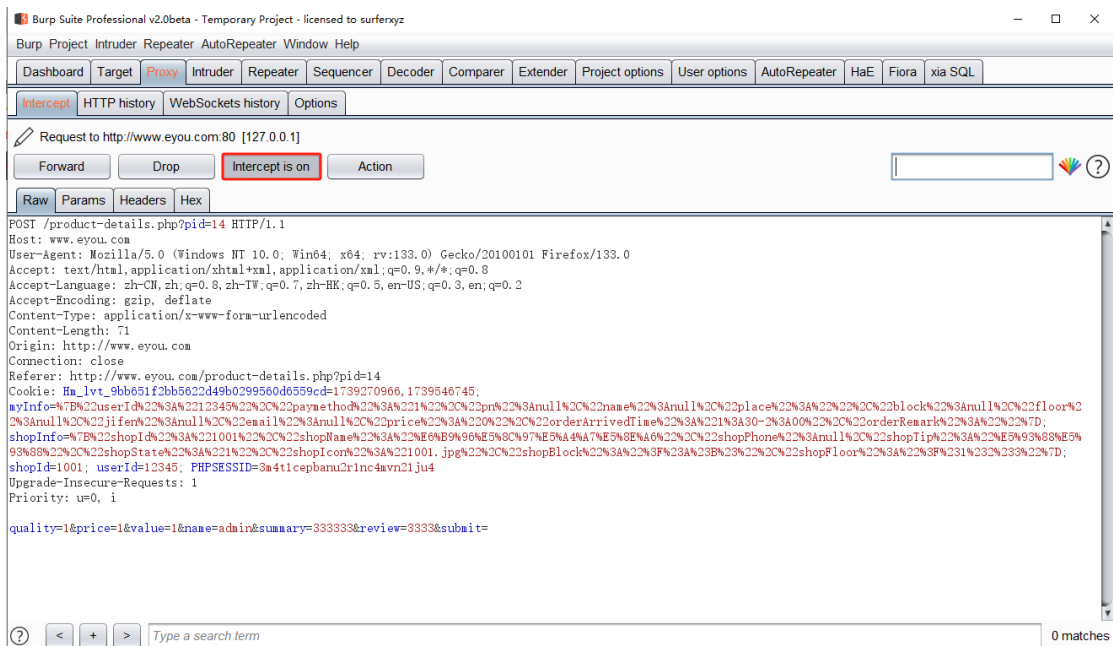 Burp Suite Professional v2.0beta - Temporary Project - licensed to surferxyz
Burp Project Intruder Repeater AutoRepeater Window Help
Dashboard Target Proxy Intruder Repeater Sequencer Decoder Comparer Extender Project options User options AutoRepeater HaE Fiora xia SQL
Intercept HTTP history WebSockets history Options
Request to http://www.eyou.com:80 [127.0.0.1]
Forward Drop Intercept is on Action
Raw Params Headers Hex
POST /product-details.php?pid=14 HTTP/1.1
Host: www.eyou.com
User-Agent: Mozilla/5.0 (Windows NT 10.0; Win64; x64; rv:133.0) Gecko/20100101 Firefox/133.0
Accept: text/html,application/xhtml+xml,application/xml;q=0.9,*/*;q=0.8
Accept-Language: zh-CN,zh;q=0.8,zh-TW;q=0.7,zh-HK;q=0.5,en-US;q=0.3,en;q=0.2
Accept-Encoding: gzip, deflate
Content-Type: application/x-www-form-urlencoded
Content-Length: 71
Origin: http://www.eyou.com
Connection: close
Referer: http://www.eyou.com/product-details.php?pid=14
Cookie: Hm_lvt_9bb651f2bb5622d49b0299560d6559cd=1739270966,1739546745;
myInfo=%7B%22userId%22%3A%2212345%22%2C%22paymethod%22%3A%221%22%2C%22pn%22%3Anull%2C%22name%22%3Anull%2C%22place%22%3A%22%22%2C%22block%22%3Anull%2C%22floor%2
2%3Anull%2C%22jifen%22%3Anull%2C%22email%22%3Anull%2C%22price%22%3A%220%22%2C%22orderArrivedTime%22%3A%221%3A30-2%3A00%22%2C%22orderRemark%22%3A%22%22%7D;
shopInfo=%7B%22shopId%22%3A%221001%22%2C%22shopName%22%3A%22%E6%B9%96%E5%8C%97%E5%A4%A7%E5%8E%A6%22%2C%22shopPhone%22%3Anull%2C%22shopTip%22%3A%22%E5%93%88%E5%
93%88%22%2C%22shopState%22%3A%221%22%2C%22shopIcon%22%3A%221001.jpg%22%2C%22shopBlock%22%3A%22%3F%23A%23B%23%22%2C%22shopFloor%22%3A%22%3F%231%232%233%22%7D;
shopId=1001; userId=12345; PHPSESSID=3m4t1cepbanu2r1nc4mvn21ju4
Upgrade-Insecure-Requests: 1
Priority: u=0, i
quality=1&price=1&value=1&name=admin&summary=333333&review=3333&submit=
? < + > Type a search term 0 matches